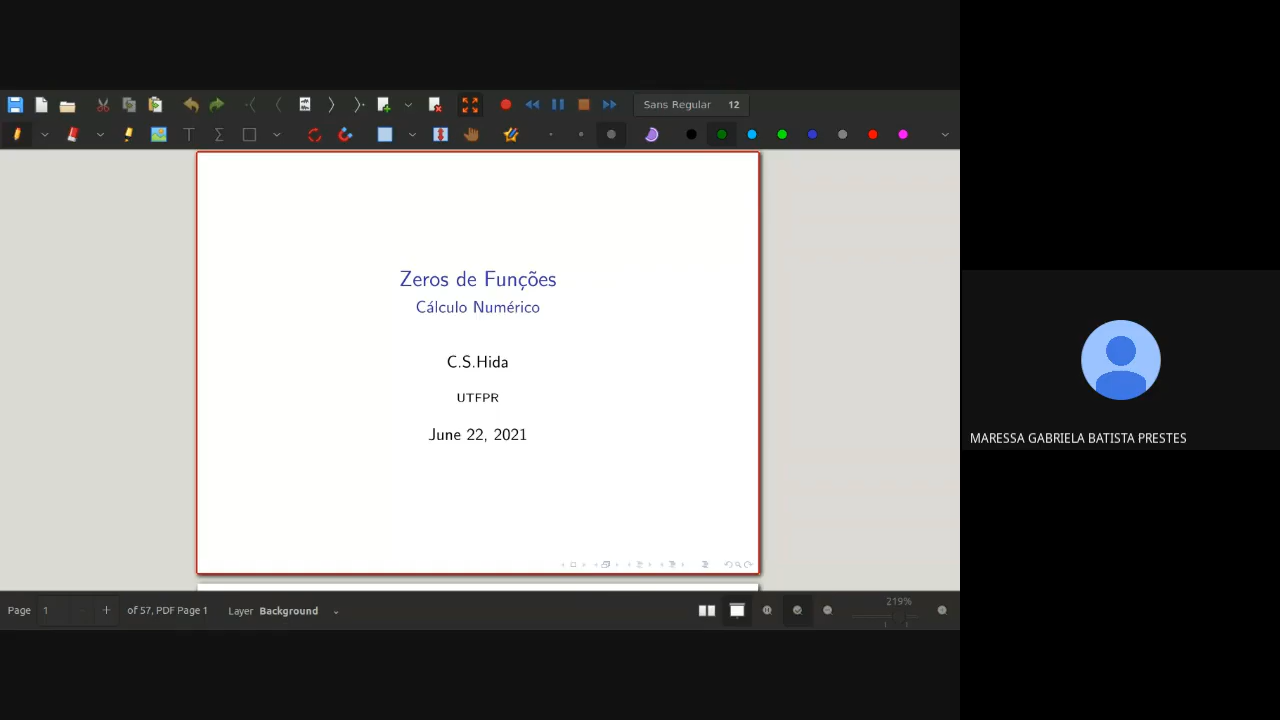 Sans Regular 12
Zeros de Funções
Cálculo Numérico
C.S.Hida
UTFPR
June 22, 2021
MARESSA GABRIELA BATISTA PRESTES
Page 1 + of 57, PDF Page 1 Layer Background
219%